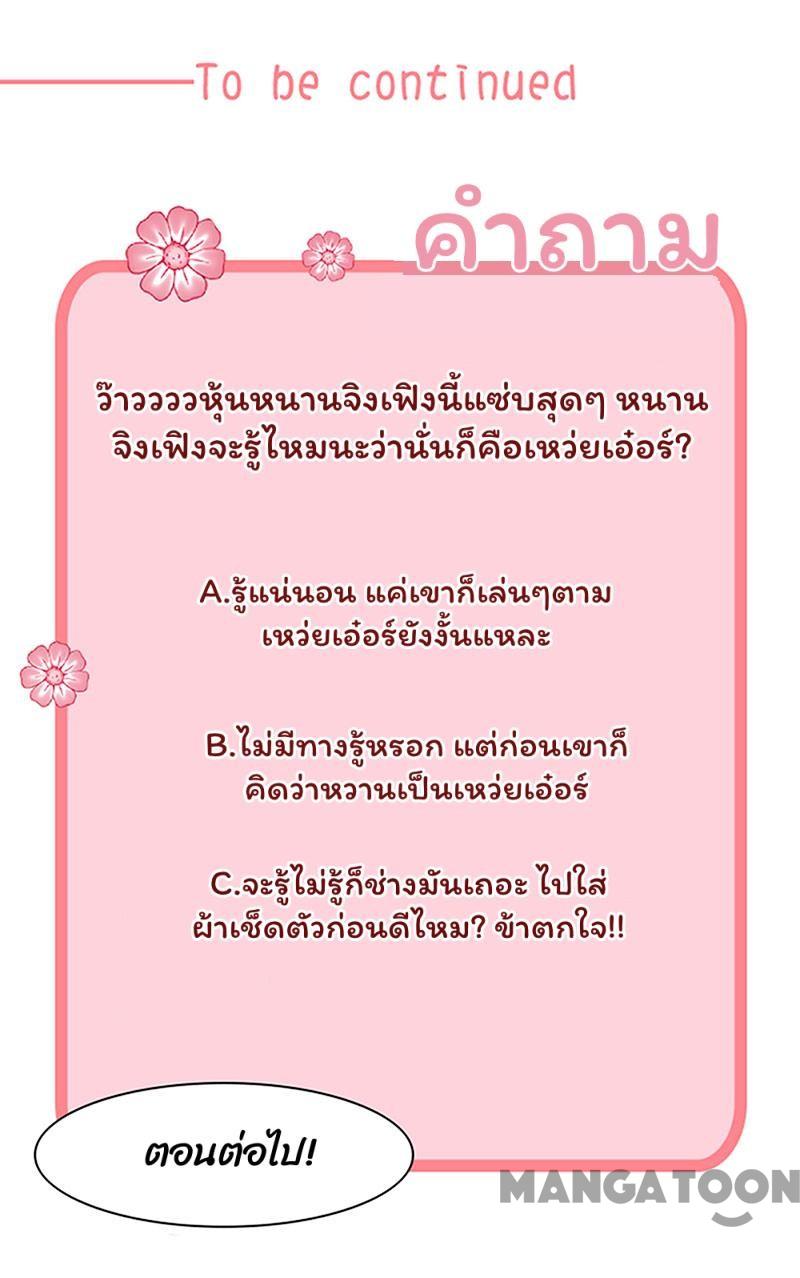 To be continued
คำถาม
ว๊าววววหุ้นหนานจิงเฟิงนี้แซ่บสุดๆ หนาน
จิงเฟิงจะรู้ไหมนะว่านั่นก็คือเหว่ยเอ๋อร์?
A.รู้แน่นอน แค่เขาก็เล่นๆตาม
เหว่ยเอ๋อร์ยังงั้นแหละ
B.ไม่มีทางรู้หรอก แต่ก่อนเขาก็
คิดว่าหวานเป็นเหว่ยเอ๋อร์
C.จะรู้ไม่รู้ก็ช่างมันเถอะ ไปใส่
ผ้าเช็ดตัวก่อนดีไหม? ข้าตกใจ!!
ตอนต่อไป!
MANGATOON